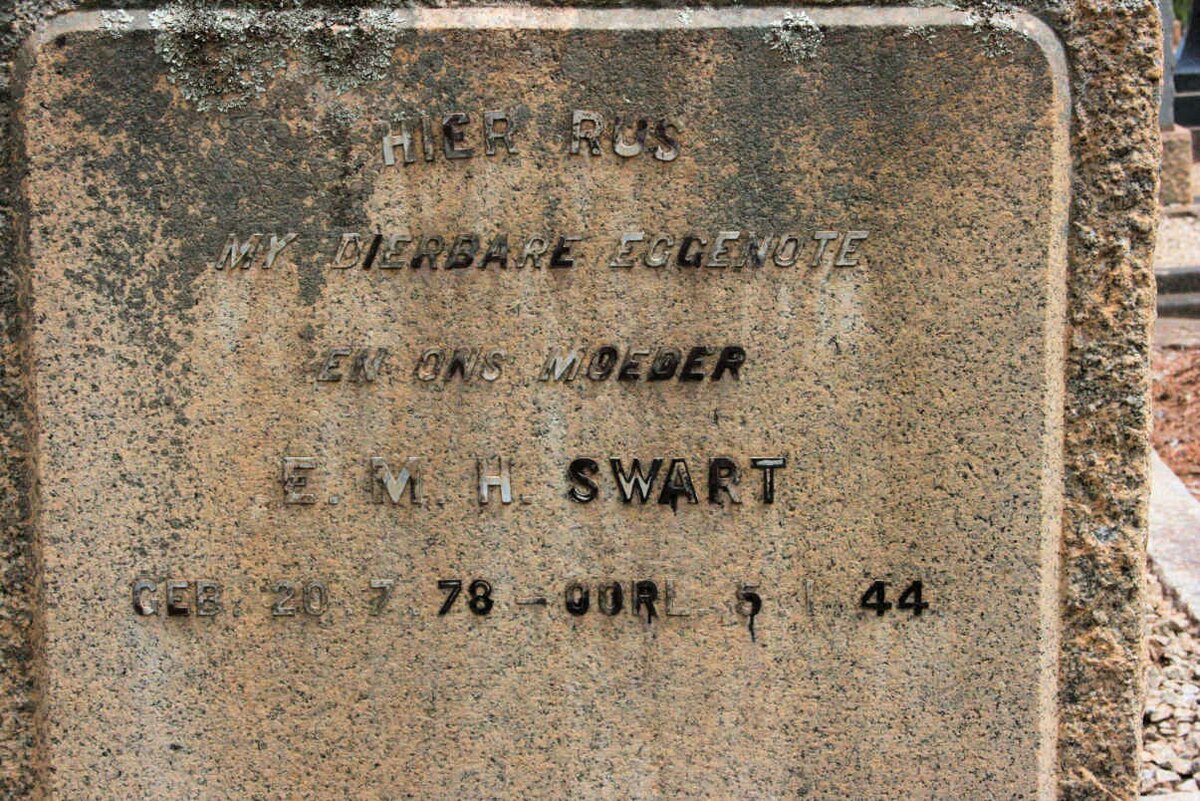 HIER RUS
MY DIERBARE EGGENOTE
EN ONS MOEDER
E. M. H. SWART
GEB. 20. 7. 78 - OORL. 5. 1. 44